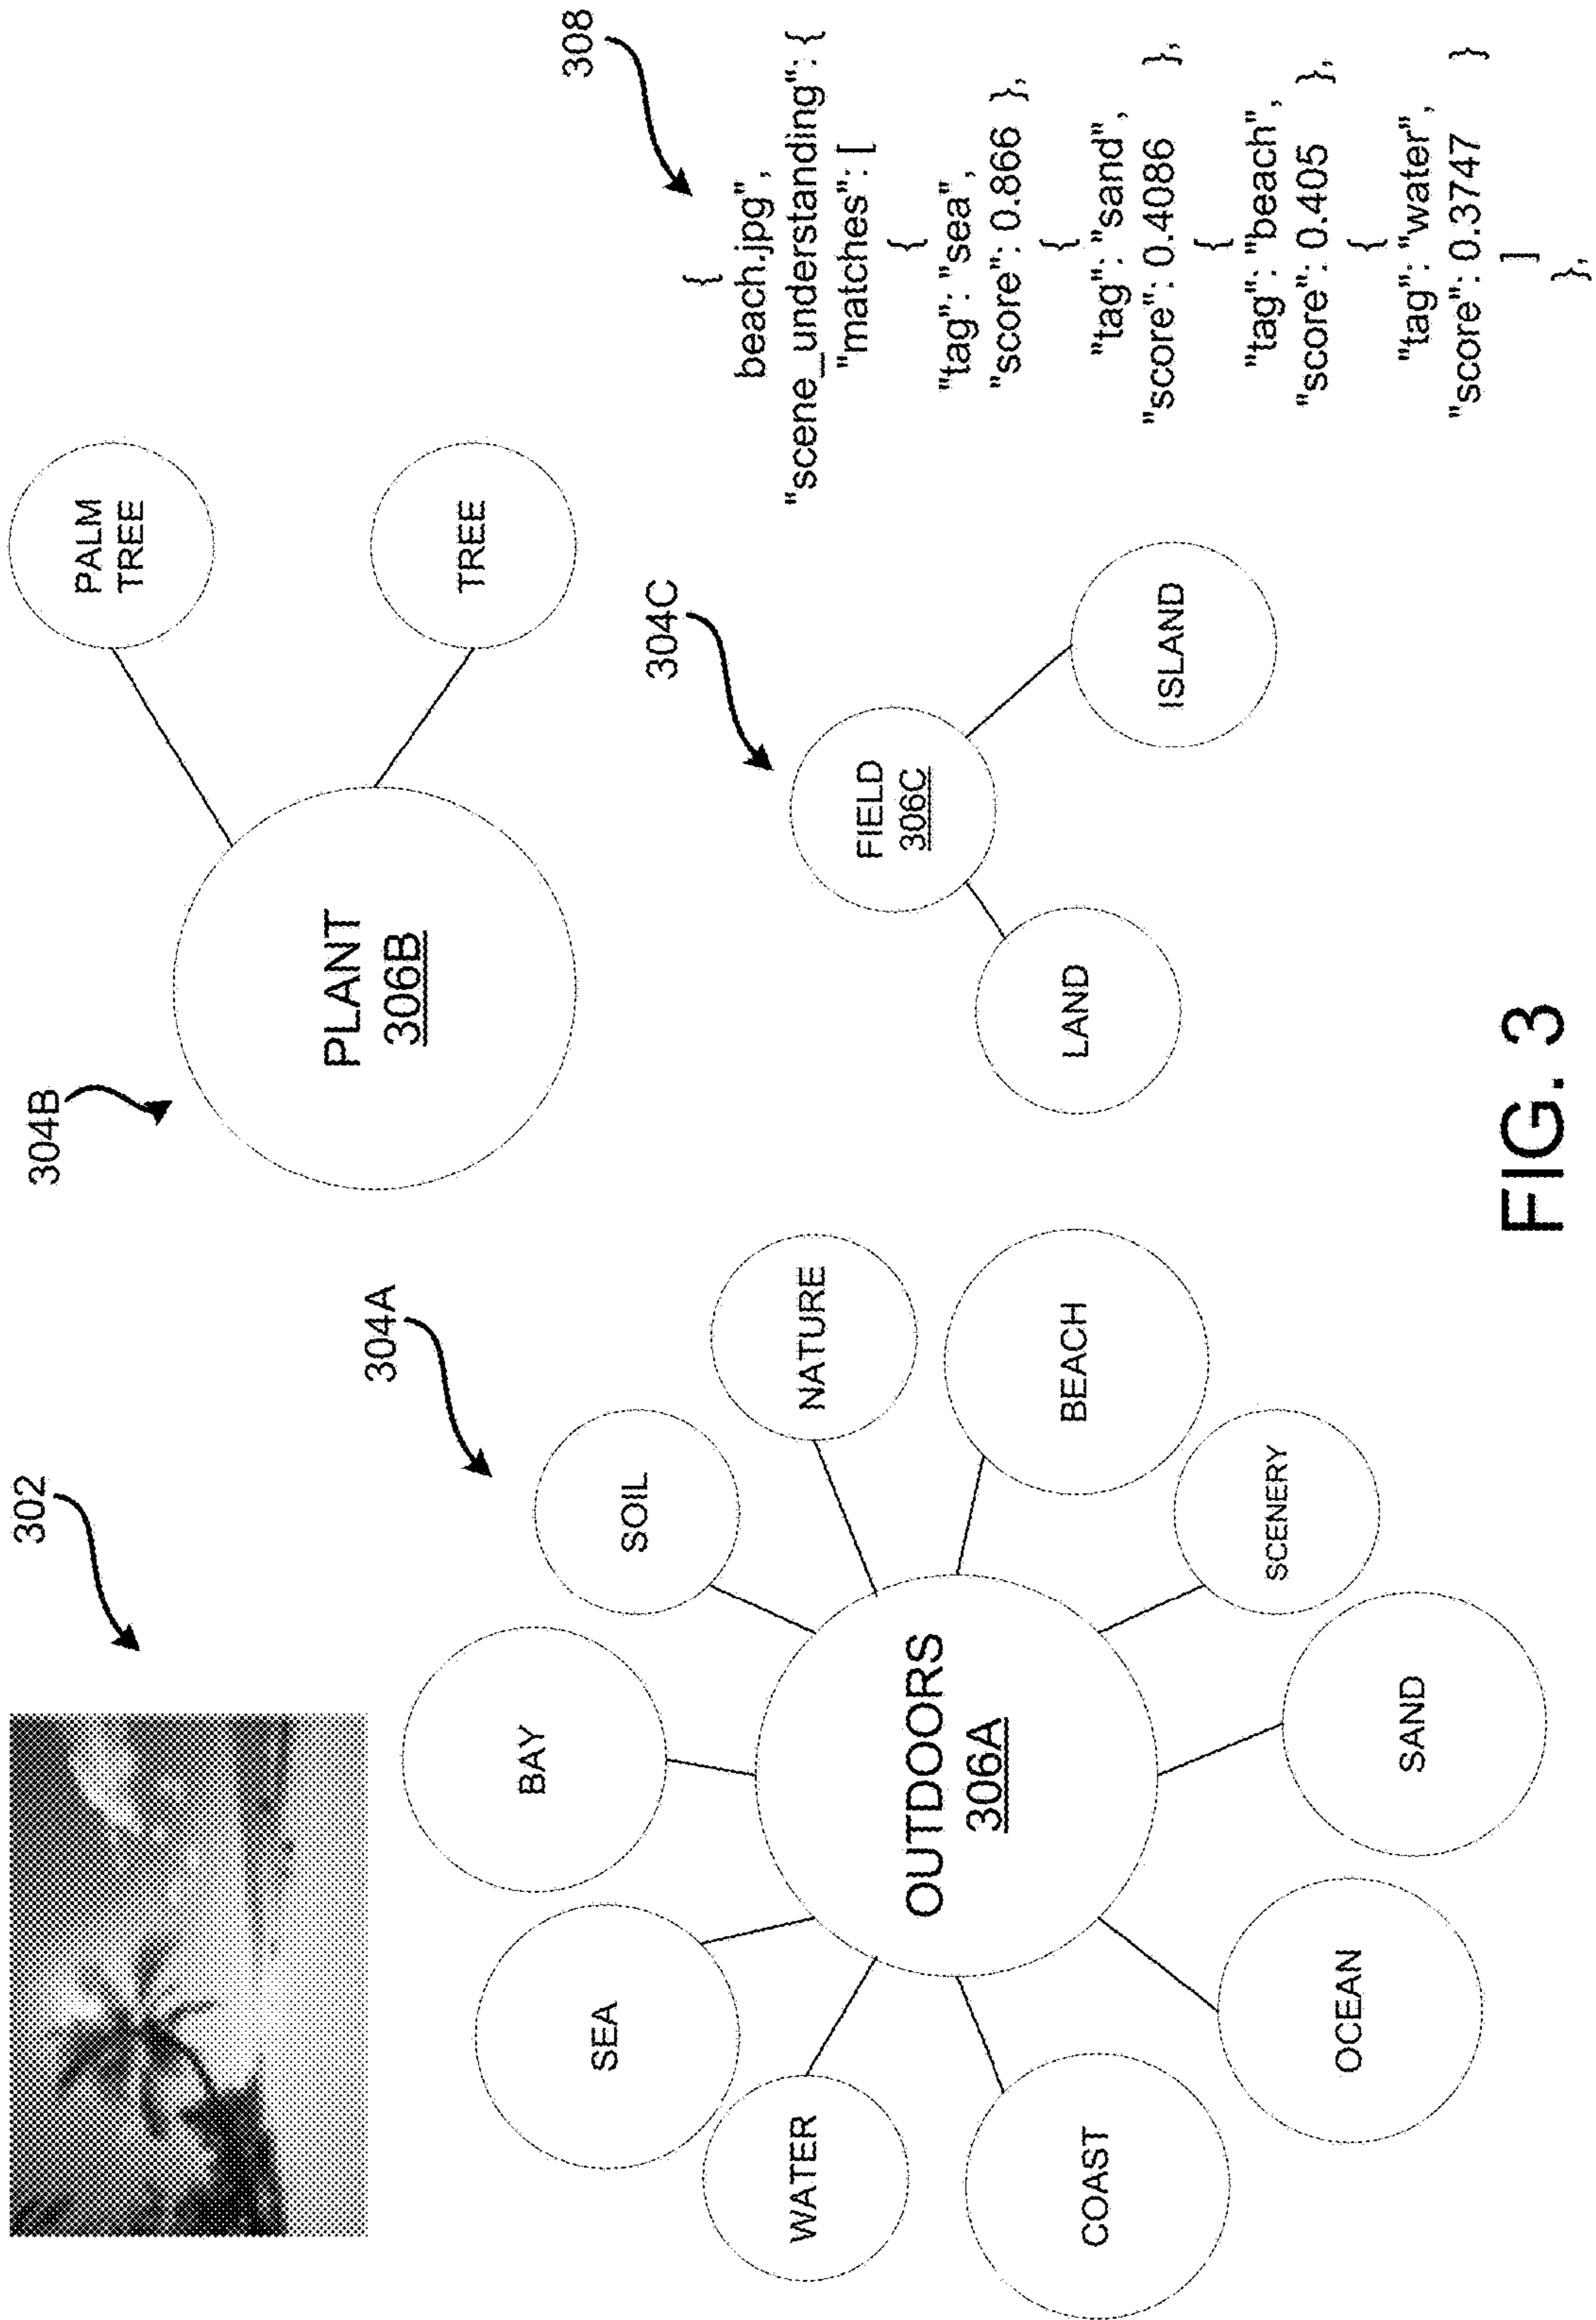 302
304A
304B
304C
308
BAY
SOIL
NATURE
BEACH
SCENERY
SAND
OCEAN
COAST
WATER
SEA
OUTDOORS
306A
PLANT
306B
PALM
TREE
TREE
FIELD
306C
LAND
ISLAND
{
beach.jpg",
"scene_understanding": {
"matches": [
{
"tag": "sea",
"score": 0.866 },
{
"tag": "sand",
"score": 0.4086 },
{
"tag": "beach",
"score": 0.405 },
{
"tag": "water",
"score": 0.3747 }
]
},
FIG. 3